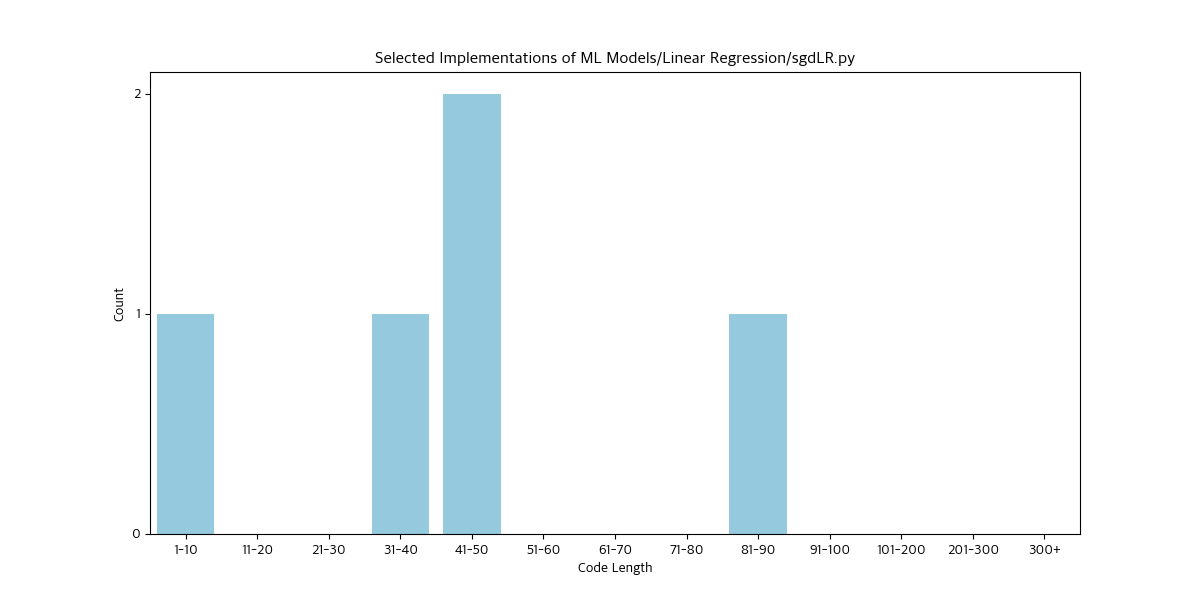 Selected Implementations of ML Models/Linear Regression/sgdLR.py
Count
2
1
0
1-10 11-20 21-30 31-40 41-50 51-60 61-70 71-80 81-90 91-100 101-200 201-300 300+
Code Length